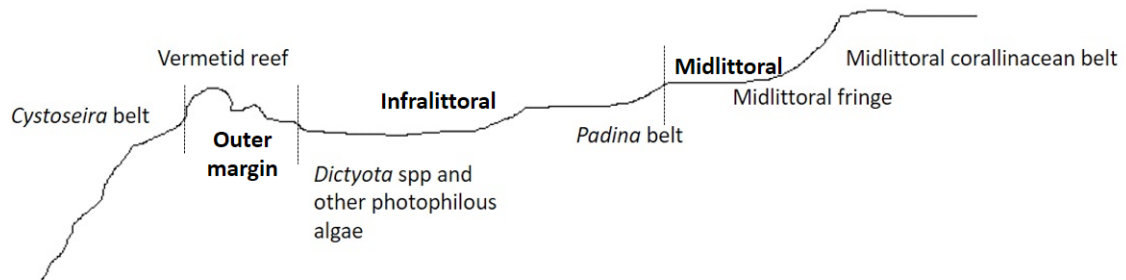 Vermetid reef
Cystoseira belt
Outer
margin
Infralittoral
Dictyota spp and
other photophilous
algae
Padina belt
Midlittoral
Midlittoral fringe
Midlittoral corallinacean belt